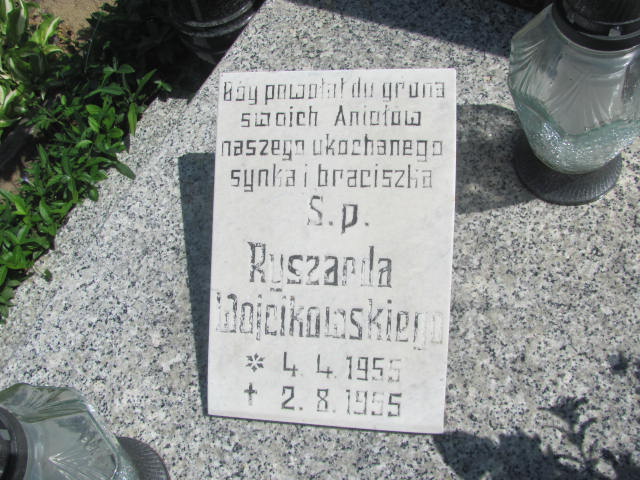 Bóg powołał do grona
swoich Aniołów
naszego ukochanego
synka i braciszka
Ś.p.
Ryszarda
Wojcikowskiego
* 4. 4. 1955
✝ 2. 8. 1955